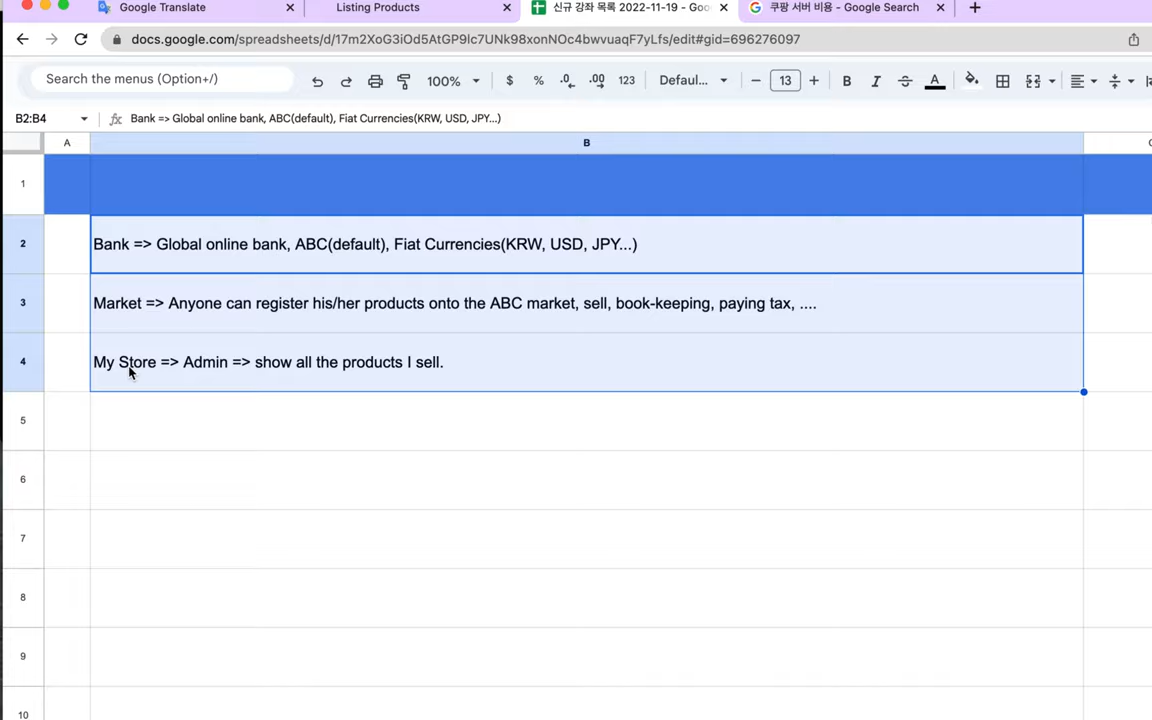 Google Translate
Listing Products
신규 강좌 목록 2022-11-19 - Goo
쿠팡 서버 비용 - Google Search
docs.google.com/spreadsheets/d/17m2XoG3iOd5AtGP9lc7UNk98xonNOc4bwvuaqF7yLfs/edit#gid=696276097
Search the menus (Option+/)
100%
$ % .0 .00 123
Defaul...
− 13 +
B I S A
B2:B4
fx Bank => Global online bank, ABC(default), Fiat Currencies(KRW, USD, JPY...)
A B
1
2 Bank => Global online bank, ABC(default), Fiat Currencies(KRW, USD, JPY...)
3 Market => Anyone can register his/her products onto the ABC market, sell, book-keeping, paying tax, ....
4 My Store => Admin => show all the products I sell.
5
6
7
8
9
10